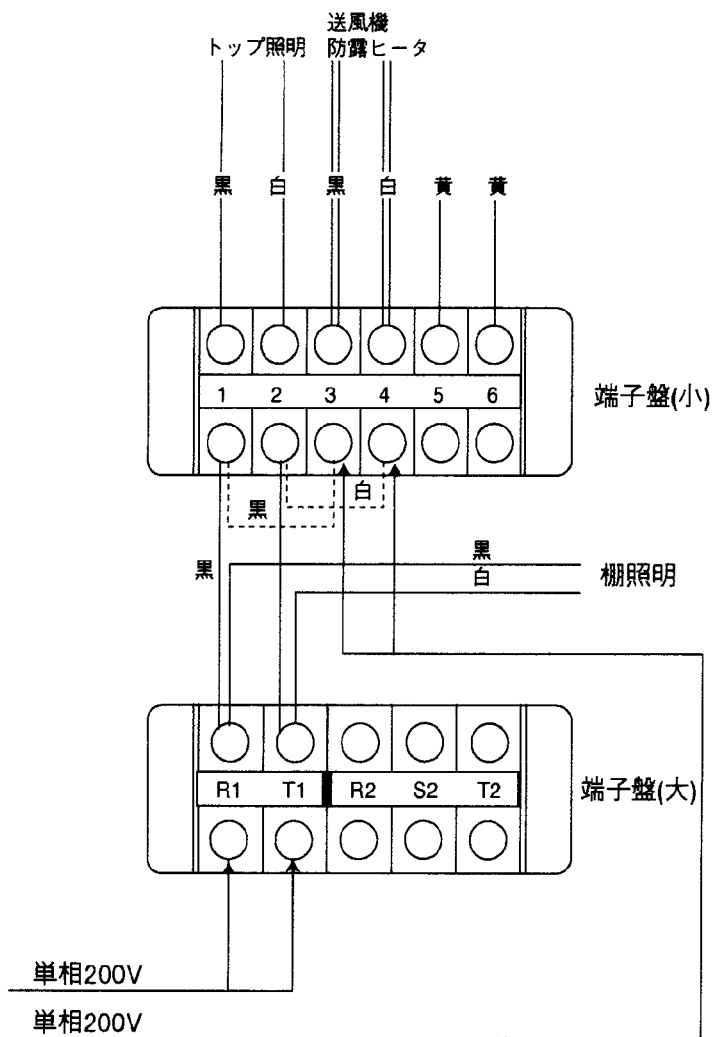 送風機
トップ照明 防露ヒータ
黒 白 黒 白 黄 黄
1 2 3 4 5 6
端子盤(小)
白
黒
黒
黒
白
棚照明
R1 T1 R2 S2 T2
端子盤(大)
単相200V
単相200V